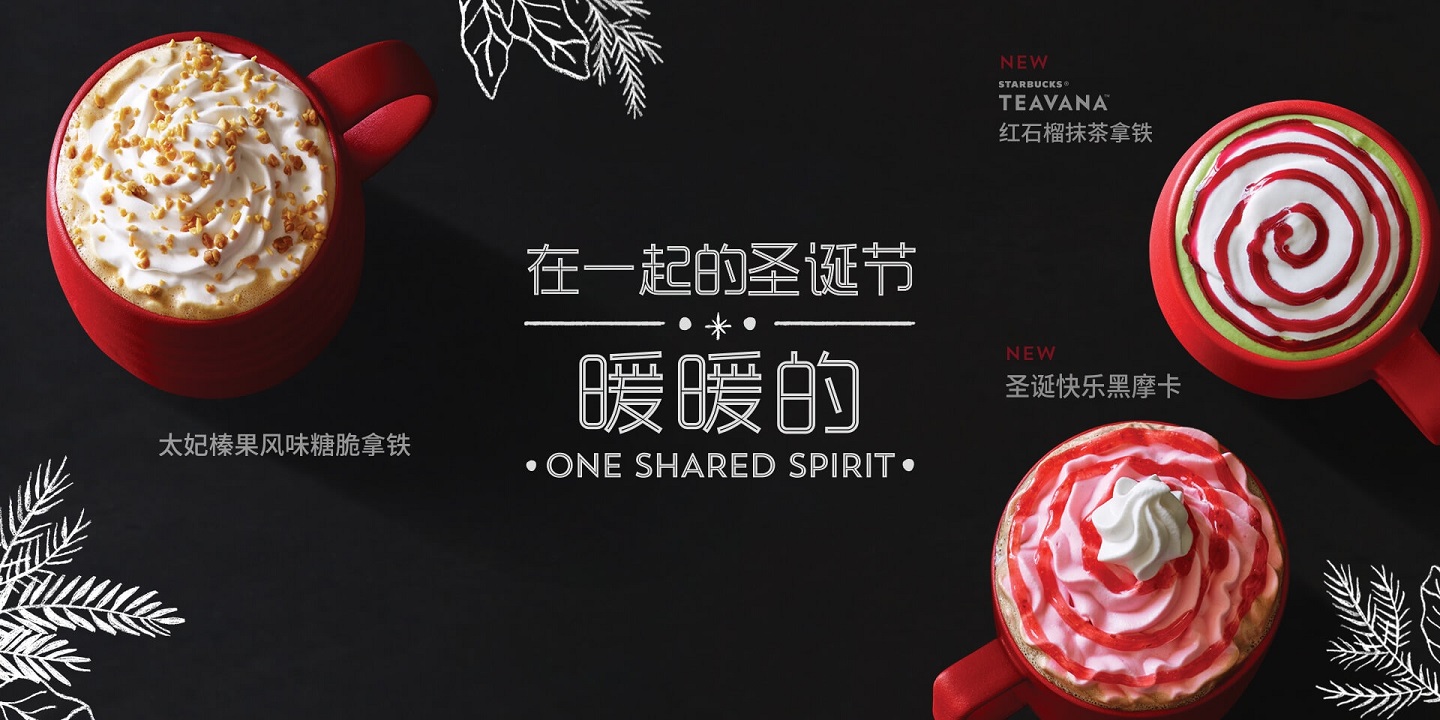 太妃榛果风味糖脆拿铁
在一起的圣诞节
暖暖的
•ONE SHARED SPIRIT•
NEW
STARBUCKS®
TEAVANA™
红石榴抹茶拿铁
NEW
圣诞快乐黑摩卡